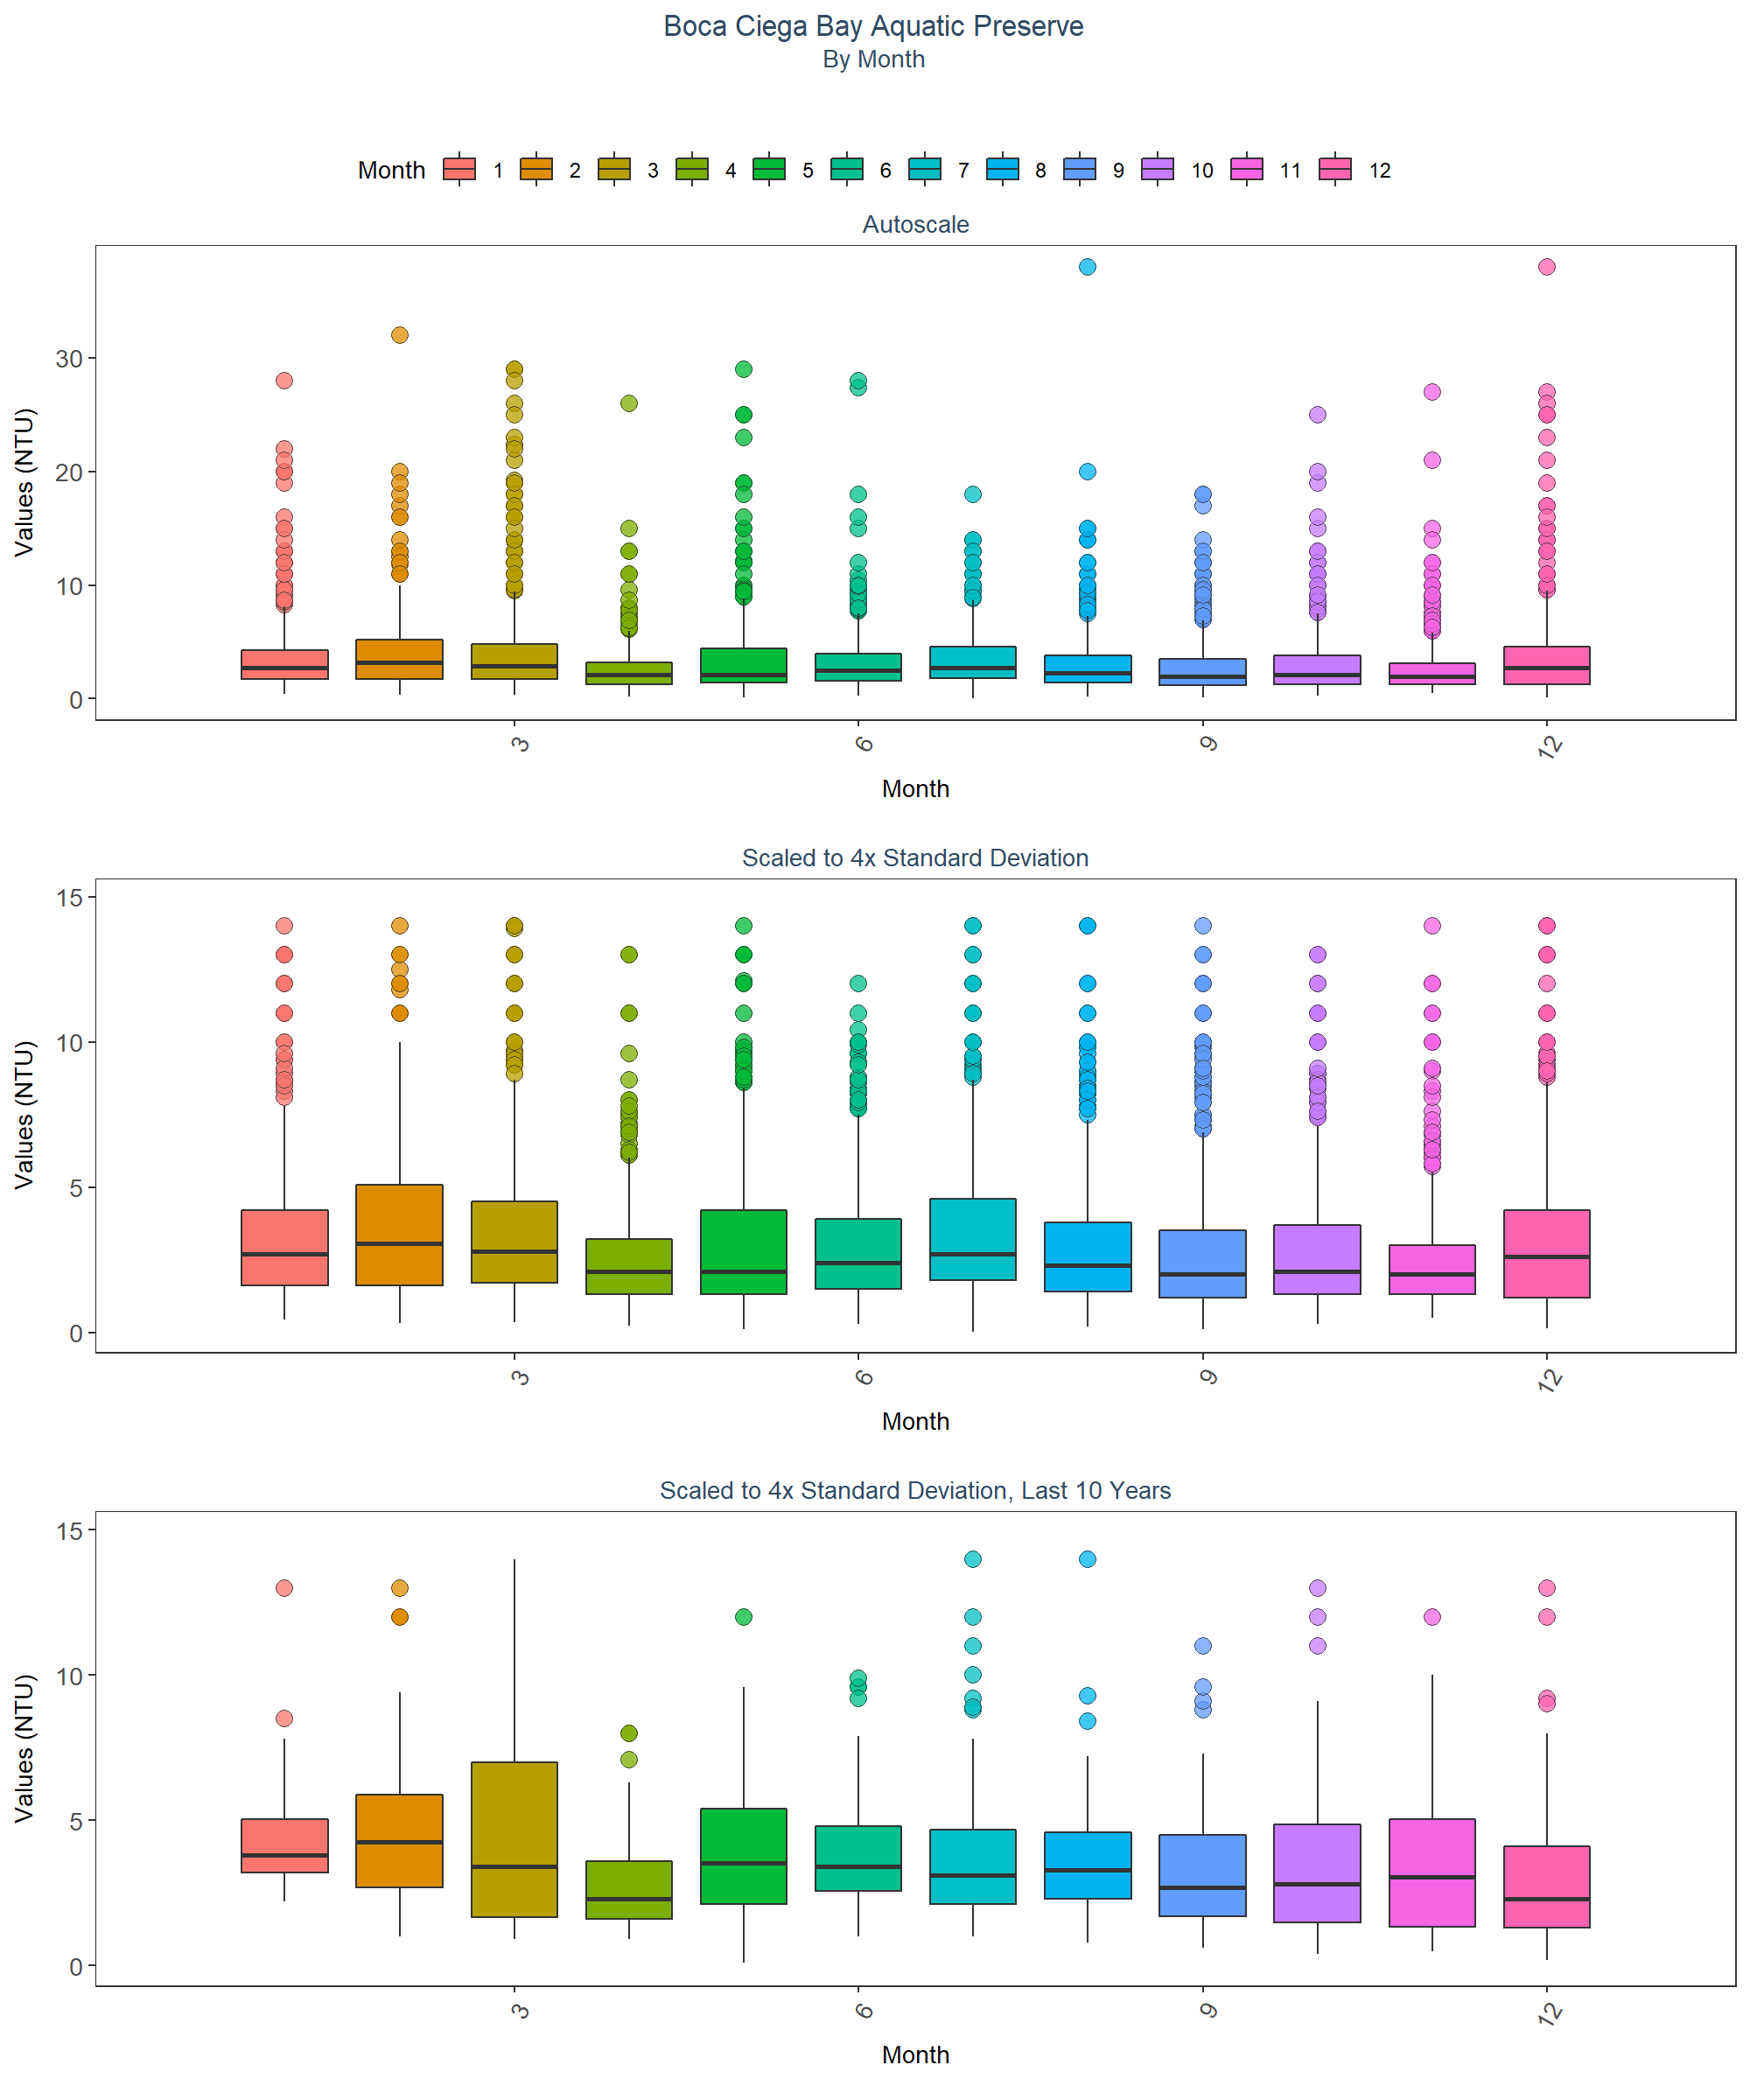 Boca Ciega Bay Aquatic Preserve
By Month
Month 1 2 3 4 5 6 7 8 9 10 11 12
Autoscale
Values (NTU)
30
20
10
0
3 6 9 12
Month
Scaled to 4x Standard Deviation
Values (NTU)
15
10
5
0
3 6 9 12
Month
Scaled to 4x Standard Deviation, Last 10 Years
Values (NTU)
15
10
5
0
3 6 9 12
Month